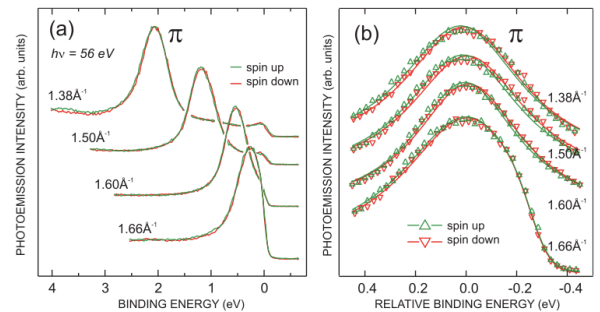 (a)
π
hν = 56 eV
spin up
spin down
1.38Å⁻¹
1.50Å⁻¹
1.60Å⁻¹
1.66Å⁻¹
PHOTOEMISSION INTENSITY (arb. units)
4 3 2 1 0
BINDING ENERGY (eV)
(b)
π
1.38Å⁻¹
1.50Å⁻¹
1.60Å⁻¹
1.66Å⁻¹
spin up
spin down
PHOTOEMISSION INTENSITY (arb. units)
0.4 0.2 0.0 -0.2 -0.4
RELATIVE BINDING ENERGY (eV)